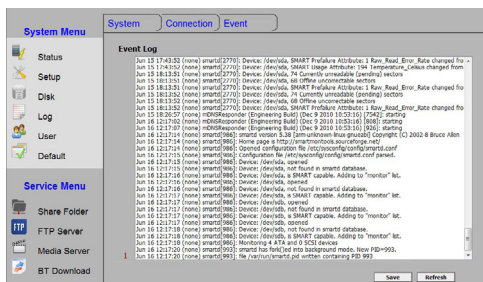 System Connection Event
System Menu
Status
Setup
Disk
Log
User
Default
Service Menu
Share Folder
FTP Server
Media Server
BT Download
Event Log
Jun 15 17:43:52 (none) smartd[2770]: Device: /dev/sda, SMART Prefailure Attribute: 1 Raw_Read_Error_Rate changed fro
Jun 15 17:43:52 (none) smartd[2770]: Device: /dev/sda, SMART Usage Attribute: 194 Temperature_Celsius changed from
Jun 15 18:13:51 (none) smartd[2770]: Device: /dev/sda, 74 Currently unreadable (pending) sectors
Jun 15 18:13:51 (none) smartd[2770]: Device: /dev/sda, 68 Offline uncorrectable sectors
Jun 15 18:13:51 (none) smartd[2770]: Device: /dev/sda, SMART Prefailure Attribute: 1 Raw_Read_Error_Rate changed fro
Jun 15 18:13:52 (none) smartd[2770]: Device: /dev/sda, 74 Currently unreadable (pending) sectors
Jun 15 18:13:52 (none) smartd[2770]: Device: /dev/sda, 68 Offline uncorrectable sectors
Jun 15 18:13:52 (none) smartd[2770]: Device: /dev/sda, SMART Prefailure Attribute: 1 Raw_Read_Error_Rate changed fro
Jun 15 18:26:57 (none) mDNSResponder (Engineering Build) (Dec 9 2010 10:53:16) [7542]: starting
Jun 16 12:17:02 (none) mDNSResponder (Engineering Build) (Dec 9 2010 10:53:16) [808]: starting
Jun 16 12:17:07 (none) mDNSResponder (Engineering Build) (Dec 9 2010 10:53:16) [926]: starting
Jun 16 12:17:14 (none) smartd[986]: smartd version 5.38 [arm-unknown-linux-gnueabi] Copyright (C) 2002-8 Bruce Allen
Jun 16 12:17:14 (none) smartd[986]: Home page is http://smartmontools.sourceforge.net/
Jun 16 12:17:14 (none) smartd[986]: Opened configuration file /etc/sysconfig/config/smartd.conf
Jun 16 12:17:15 (none) smartd[986]: Configuration file /etc/sysconfig/config/smartd.conf parsed.
Jun 16 12:17:15 (none) smartd[986]: Device: /dev/sda, opened
Jun 16 12:17:15 (none) smartd[986]: Device: /dev/sda, not found in smartd database.
Jun 16 12:17:16 (none) smartd[986]: Device: /dev/sda, is SMART capable. Adding to "monitor" list.
Jun 16 12:17:16 (none) smartd[986]: Device: /dev/sdb, opened
Jun 16 12:17:16 (none) smartd[986]: Device: /dev/sdb, not found in smartd database.
Jun 16 12:17:17 (none) smartd[986]: Device: /dev/sdb, is SMART capable. Adding to "monitor" list.
Jun 16 12:17:17 (none) smartd[986]: Device: /dev/sdc, opened
Jun 16 12:17:17 (none) smartd[986]: Device: /dev/sdc, not found in smartd database.
Jun 16 12:17:17 (none) smartd[986]: Device: /dev/sdc, is SMART capable. Adding to "monitor" list.
Jun 16 12:17:17 (none) smartd[986]: Device: /dev/sdd, opened
Jun 16 12:17:18 (none) smartd[986]: Device: /dev/sdd, not found in smartd database.
Jun 16 12:17:18 (none) smartd[986]: Device: /dev/sdd, is SMART capable. Adding to "monitor" list.
Jun 16 12:17:18 (none) smartd[986]: Monitoring 4 ATA and 0 SCSI devices
Jun 16 12:17:20 (none) smartd[993]: smartd has fork()ed into background mode. New PID=993.
1 Jun 16 12:17:20 (none) smartd[993]: file /var/run/smartd.pid written containing PID 993
Save Refresh